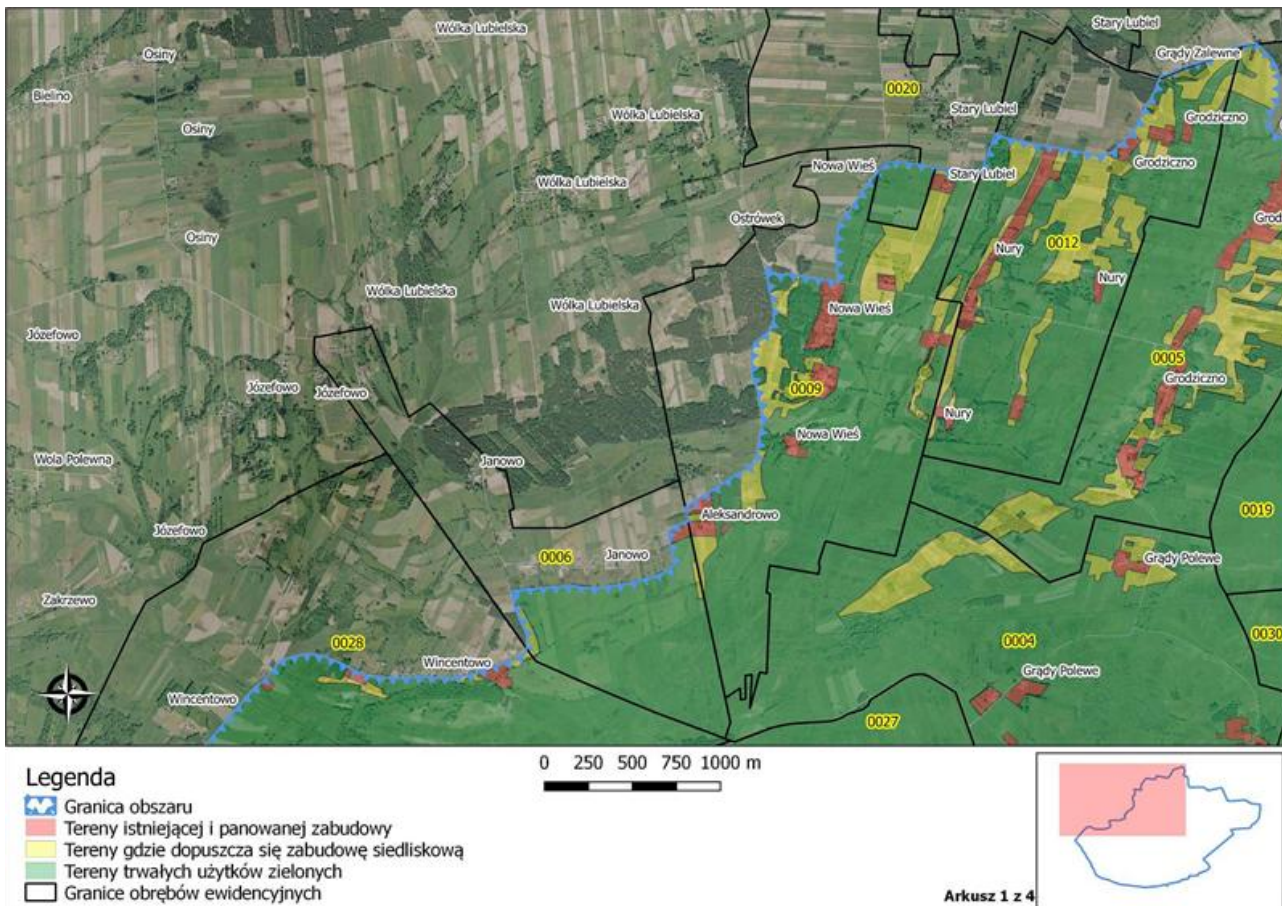 Wólka Lubielska
Stary Lubiel
Osiny
Grądy Zalewne
Bielino
0020
Wólka Lubielska
Stary Lubiel
Grodziczno
Osiny
Nowa Wieś
Grodziczno
Stary Lubiel
Wólka Lubielska
Ostrówek
Grod
Osiny
0012
Nury
Nury
Wólka Lubielska
Wólka Lubielska
Nowa Wieś
Józefowo
0005
Grodziczno
Józefowo
Józefowo
0009
Nury
Nowa Wieś
Wola Polewna
Janowo
0019
Aleksandrowo
Józefowo
0006
Janowo
Grądy Polewe
Zakrzewo
0028
0004
0030
Wincentowo
Grądy Polewe
Wincentowo
0027
Legenda
Granica obszaru
Tereny istniejącej i panowanej zabudowy
Tereny gdzie dopuszcza się zabudowę siedliskową
Tereny trwałych użytków zielonych
Granice obrębów ewidencyjnych
0 250 500 750 1000 m
Arkusz 1 z 4